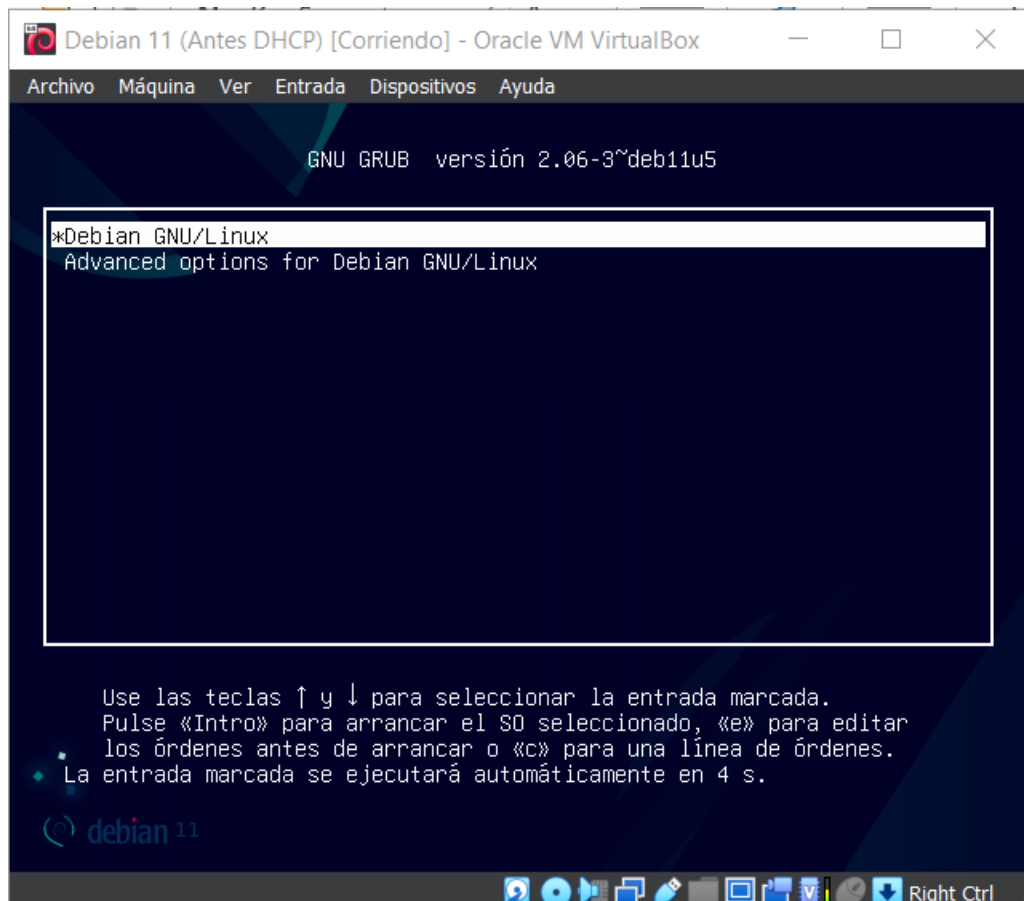 Debian 11 (Antes DHCP) [Corriendo] - Oracle VM VirtualBox
Archivo Máquina Ver Entrada Dispositivos Ayuda
GNU GRUB versión 2.06-3~deb11u5
*Debian GNU/Linux
Advanced options for Debian GNU/Linux
Use las teclas ↑ y ↓ para seleccionar la entrada marcada.
Pulse «Intro» para arrancar el SO seleccionado, «e» para editar
los órdenes antes de arrancar o «c» para una línea de órdenes.
La entrada marcada se ejecutará automáticamente en 4 s.
debian 11
Right Ctrl